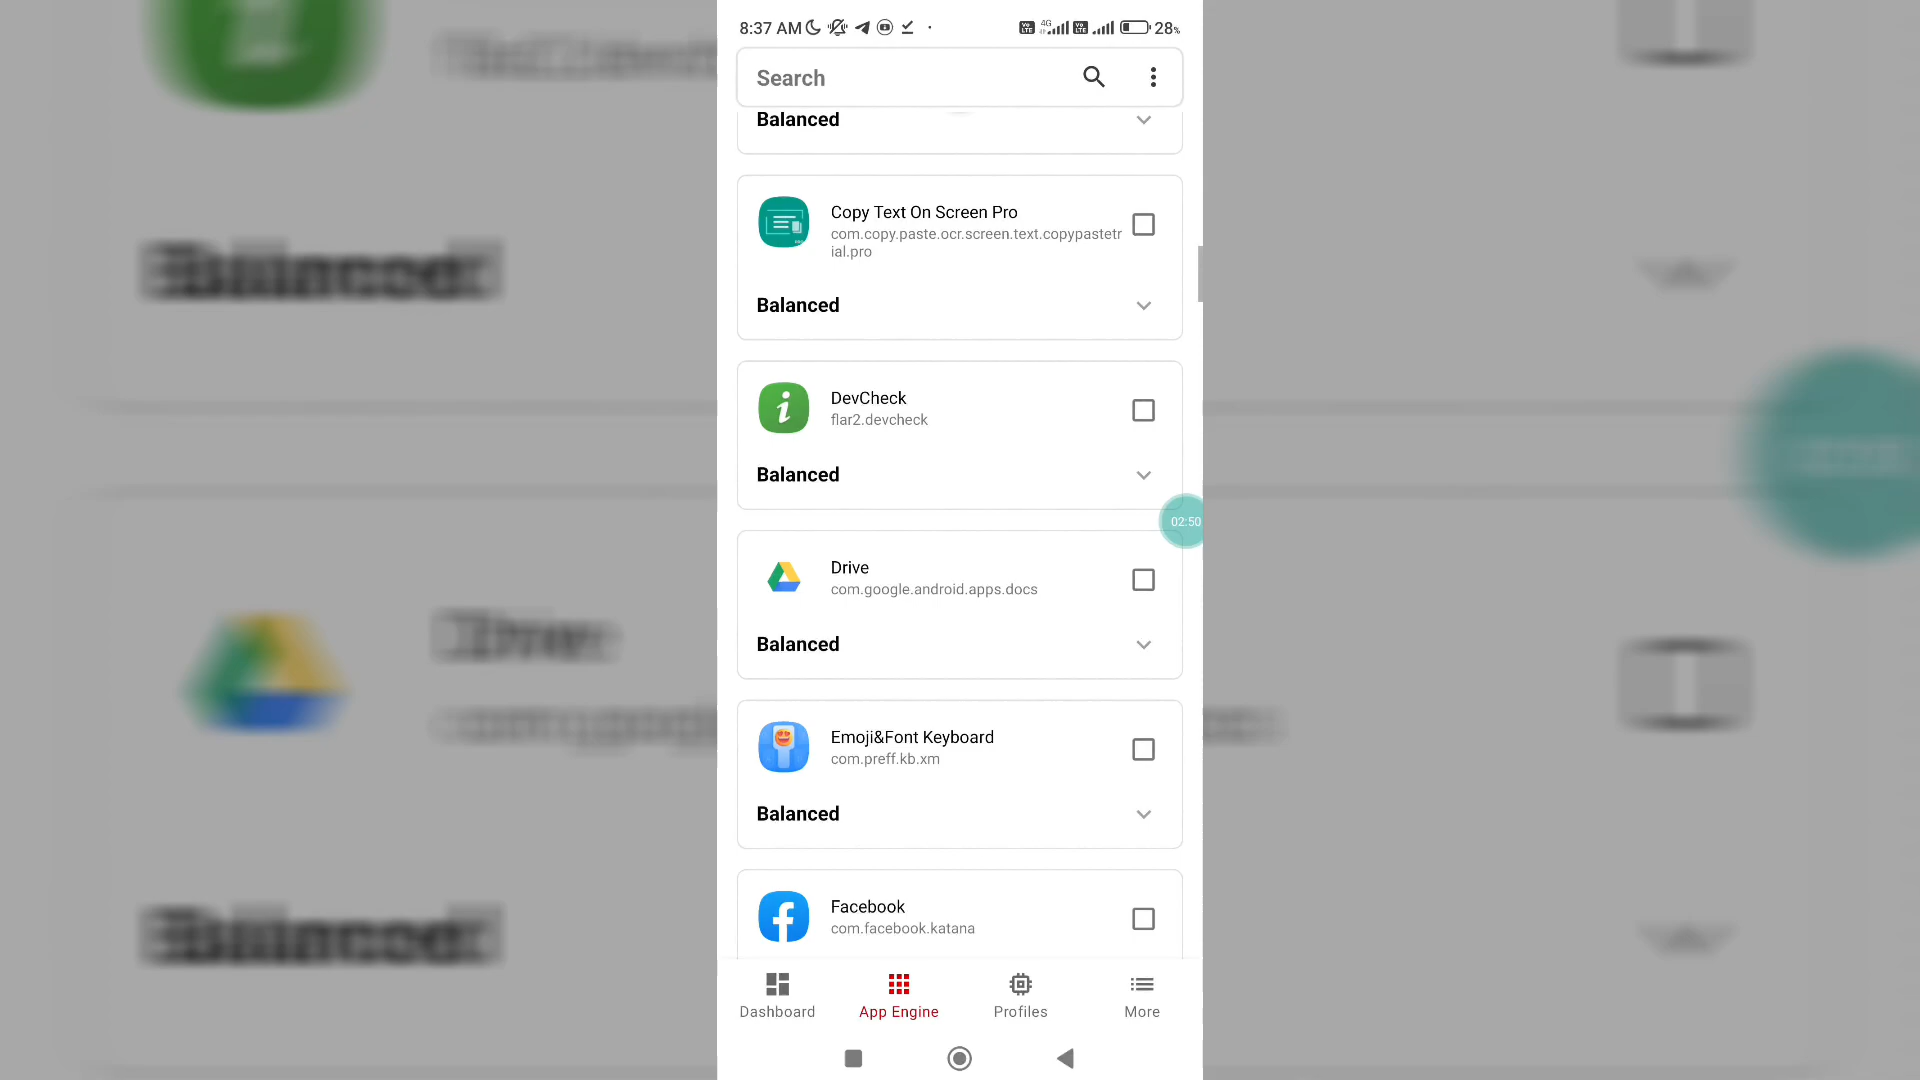 8:37 AM
4G
28%
Search
Balanced
Copy Text On Screen Pro
com.copy.paste.ocr.screen.text.copypastetr
ial.pro
Balanced
DevCheck
flar2.devcheck
Balanced
02:50
Drive
com.google.android.apps.docs
Balanced
Emoji&Font Keyboard
com.preff.kb.xm
Balanced
Facebook
com.facebook.katana
Dashboard
App Engine
Profiles
More